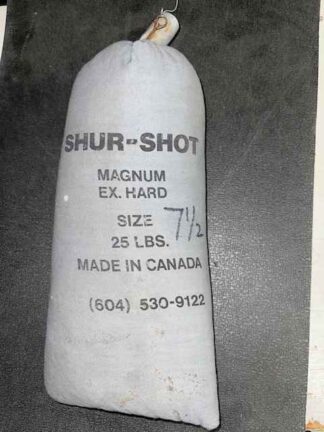 SHUR-SHOT
MAGNUM
EX. HARD
SIZE 7½
25 LBS.
MADE IN CANADA
(604) 530-9122